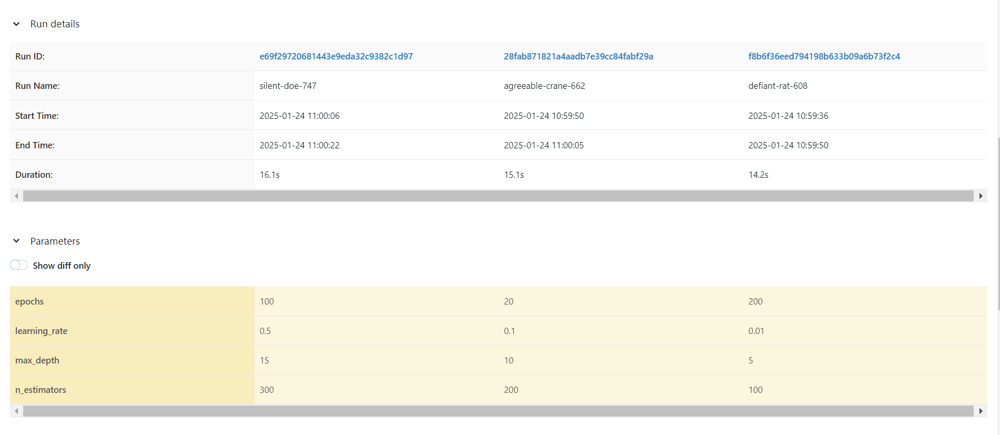 Run details
Run ID: e69f29720681443e9eda32c9382c1d97 28fab871821a4aadb7e39cc84fabf29a f8b6f36eed794198b633b09a6b73f2c4
Run Name: silent-doe-747 agreeable-crane-662 defiant-rat-608
Start Time: 2025-01-24 11:00:06 2025-01-24 10:59:50 2025-01-24 10:59:36
End Time: 2025-01-24 11:00:22 2025-01-24 11:00:05 2025-01-24 10:59:50
Duration: 16.1s 15.1s 14.2s
Parameters
Show diff only
epochs 100 20 200
learning_rate 0.5 0.1 0.01
max_depth 15 10 5
n_estimators 300 200 100